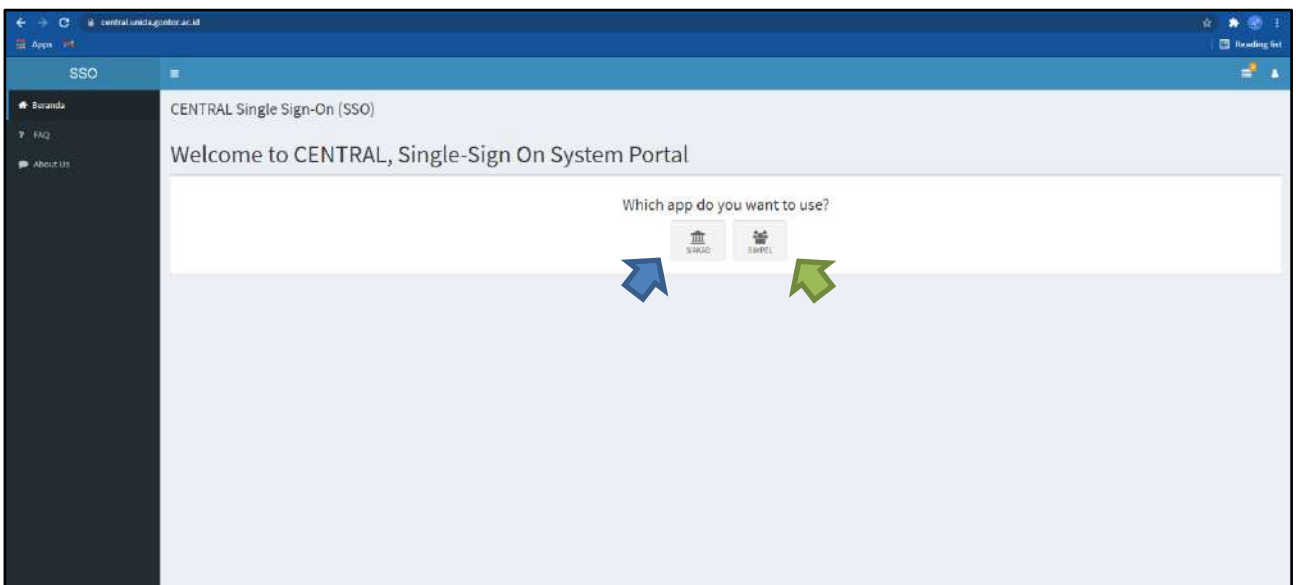 central.unida.gontor.ac.id
Apps
Reading list
SSO
Beranda
CENTRAL Single Sign-On (SSO)
? FAQ
Welcome to CENTRAL, Single-Sign On System Portal
About Us
Which app do you want to use?
SIAKAD SIMPEL